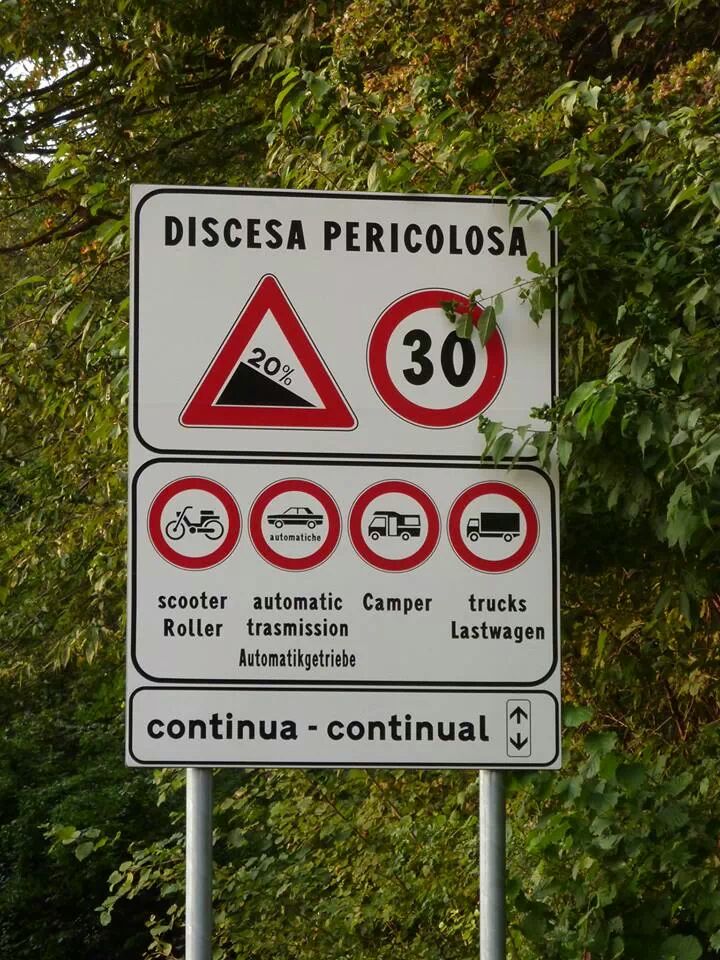 DISCESA PERICOLOSA
20%
30
automatiche
scooter
Roller
automatic
trasmission
Automatikgetriebe
Camper
trucks
Lastwagen
continua - continual